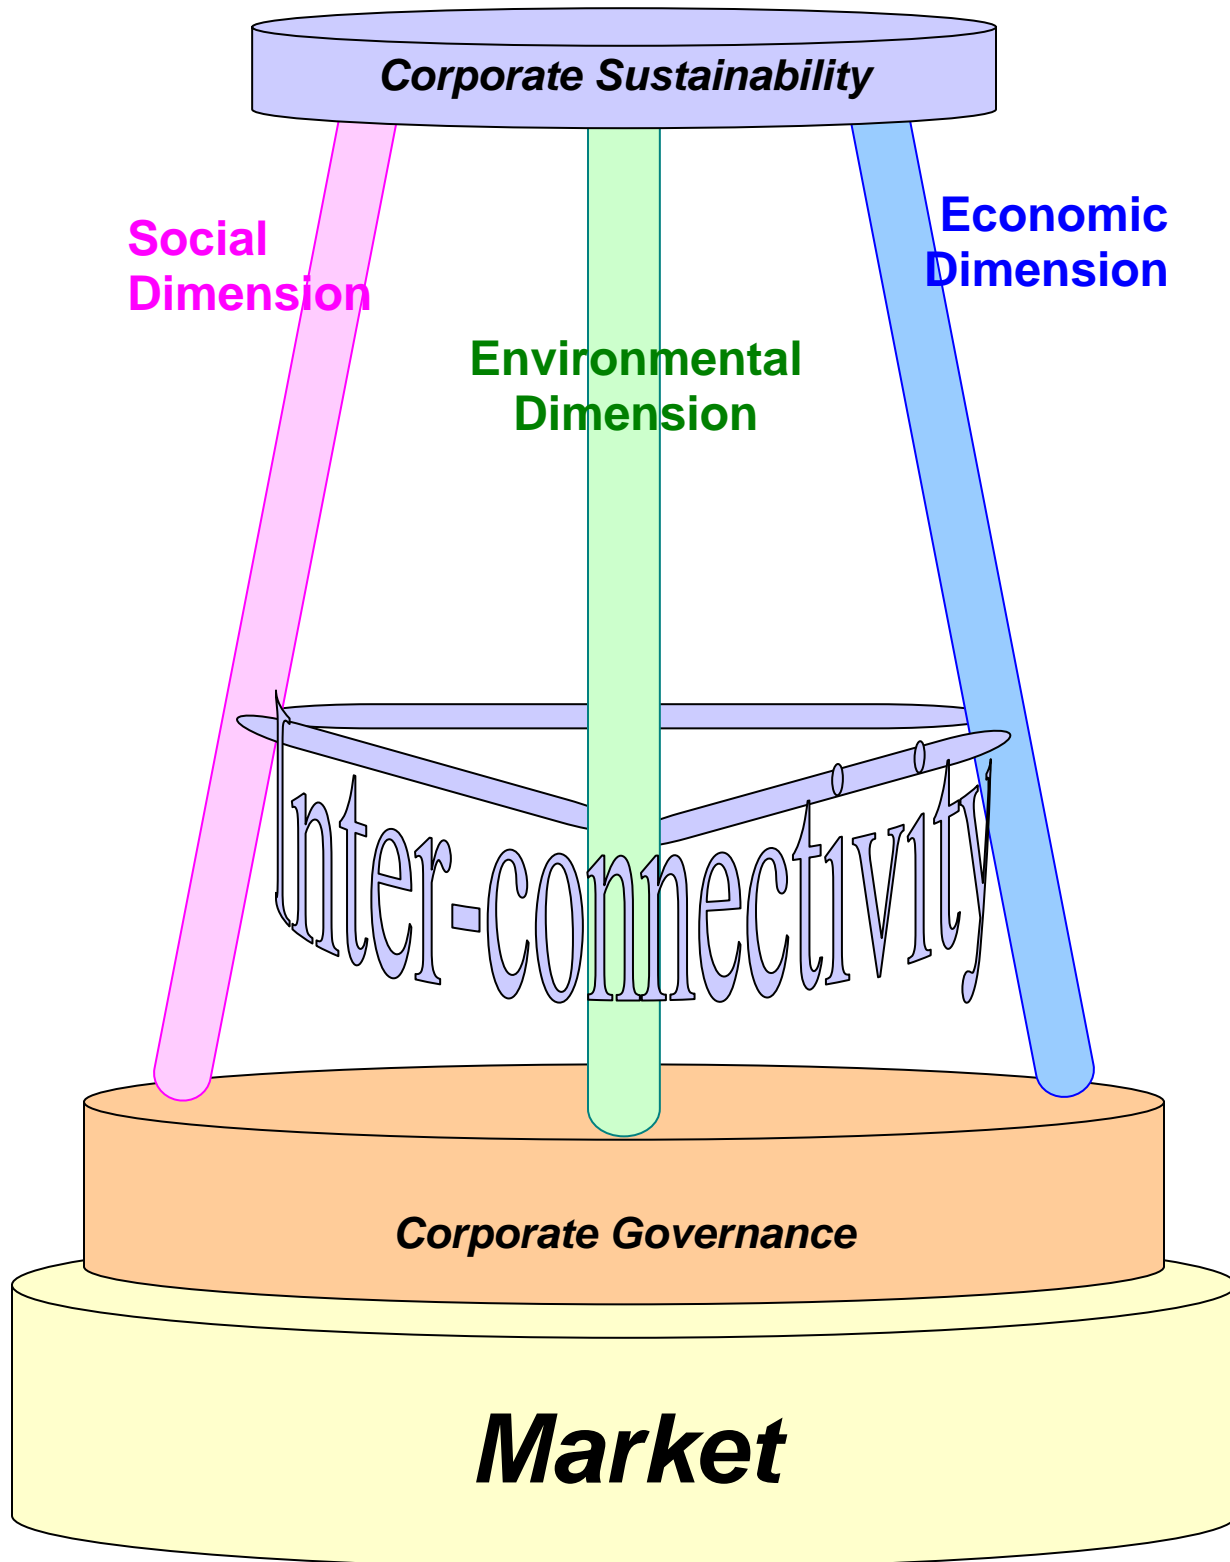 Corporate Sustainability
Social
Dimension
Economic
Dimension
Environmental
Dimension
Inter-connectivity
Corporate Governance
Market